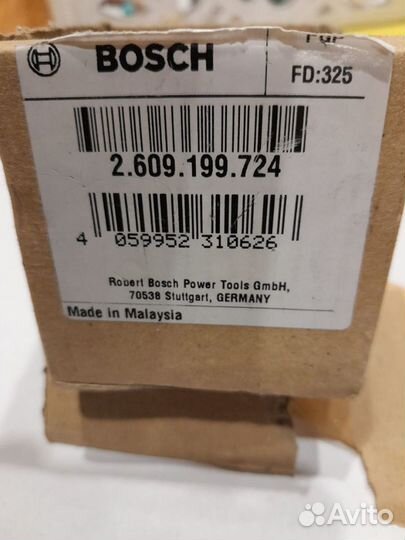 BOSCH
FD:325
2.609.199.724
4 059952 310626
Robert Bosch Power Tools GmbH,
70538 Stuttgart, GERMANY
Made in Malaysia
Avito